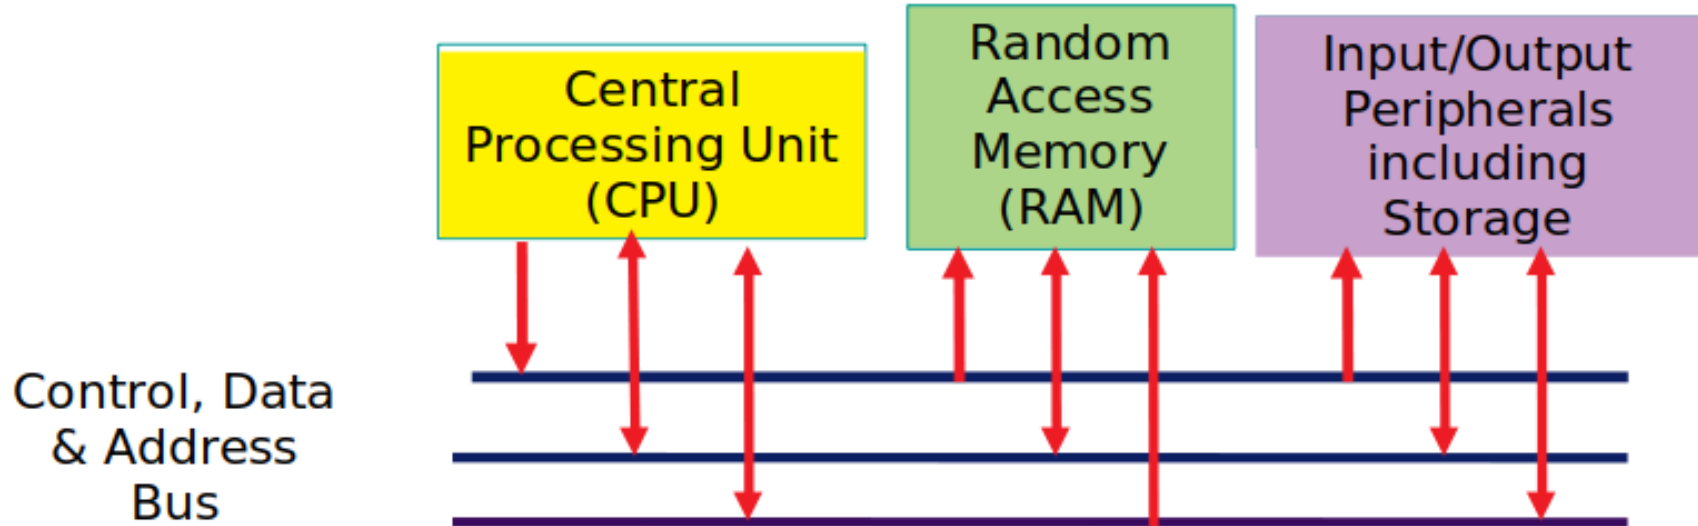 Central
Processing Unit
(CPU)
Random
Access
Memory
(RAM)
Input/Output
Peripherals
including
Storage
Control, Data
& Address
Bus